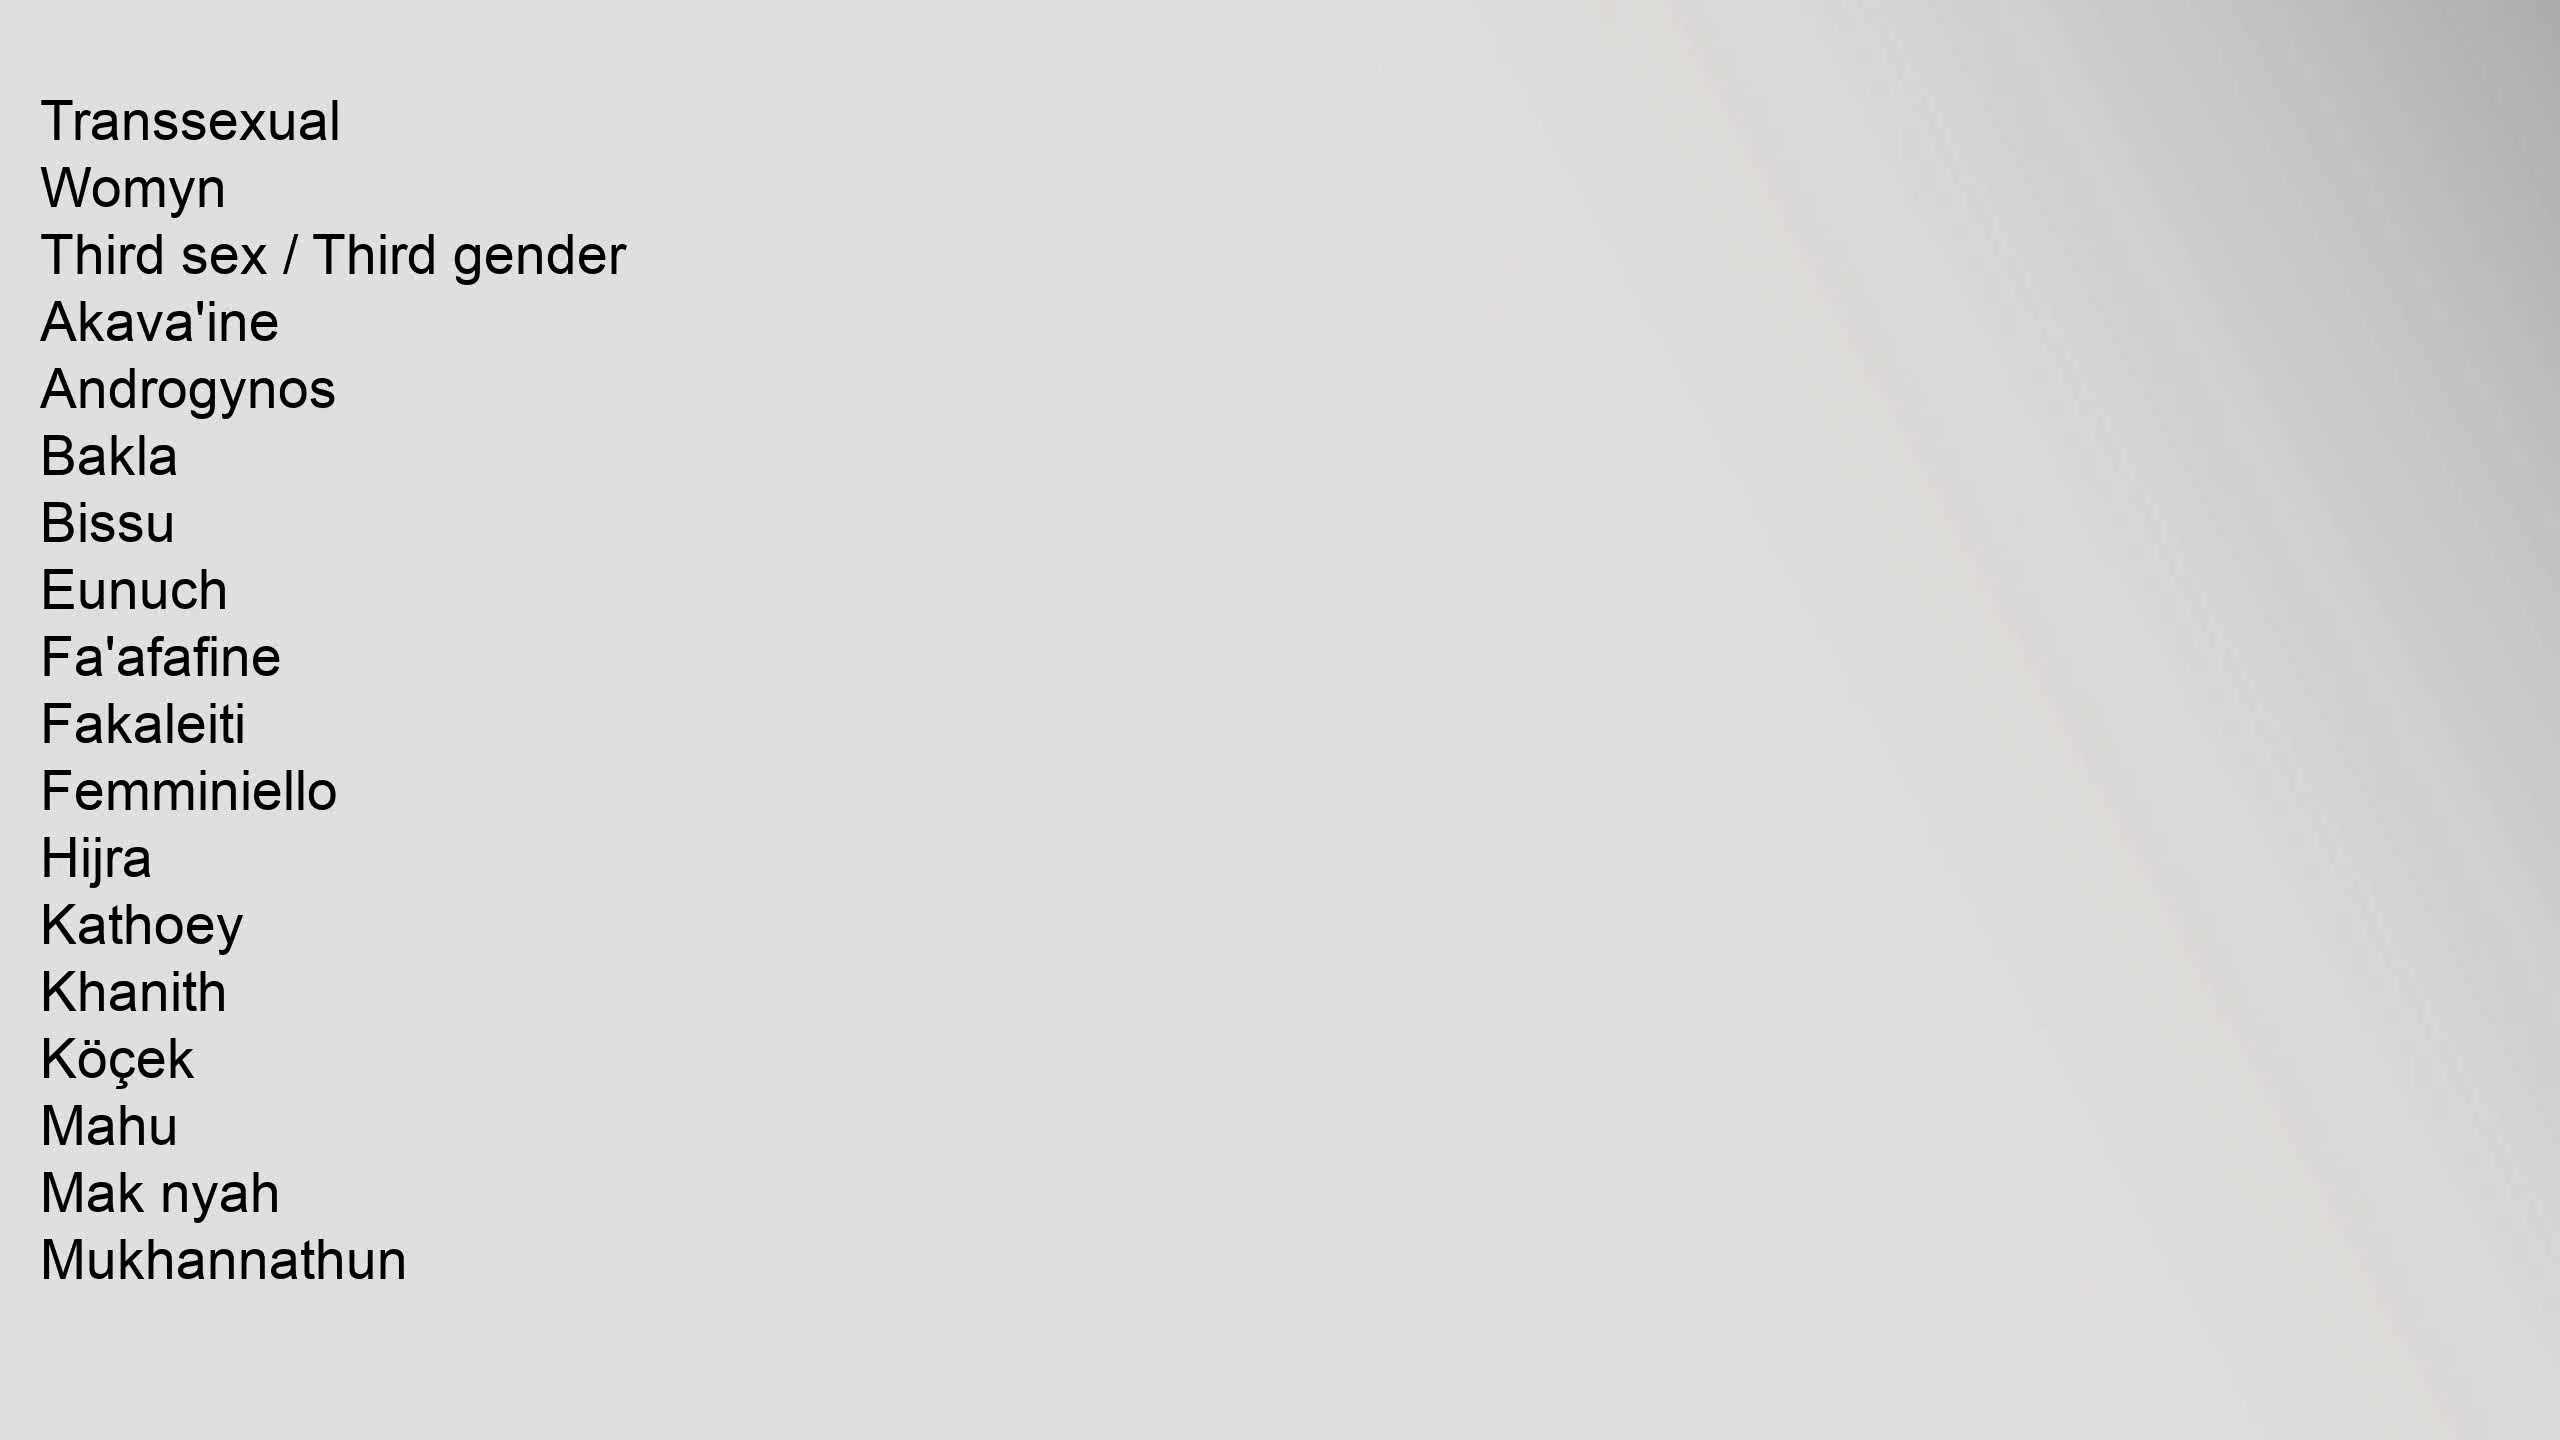 Transsexual
Womyn
Third sex / Third gender
Akava'ine
Androgynos
Bakla
Bissu
Eunuch
Fa'afafine
Fakaleiti
Femminiello
Hijra
Kathoey
Khanith
Köçek
Mahu
Mak nyah
Mukhannathun